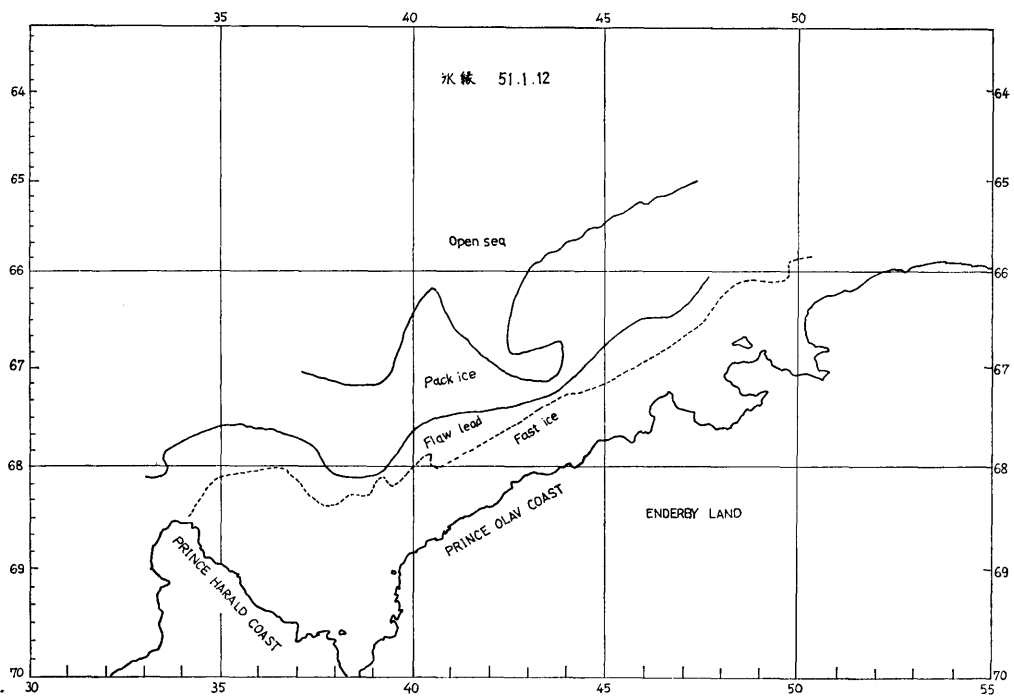 40 45 50
氷縁 51.1.12
64 64
65 65
Open sea
66 66
67 67
Pack ice
Flaw lead
Fast ice
68 68
PRINCE OLAV COAST
ENDERBY LAND
PRINCE HARALD COAST
69 69
70 70
30 34 40 45 50 55